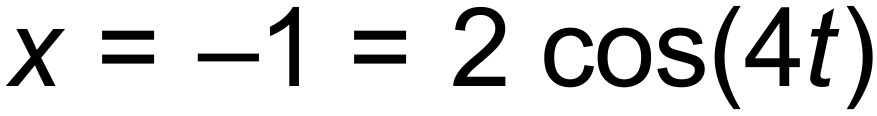 x = –1 = 2 cos(4t)